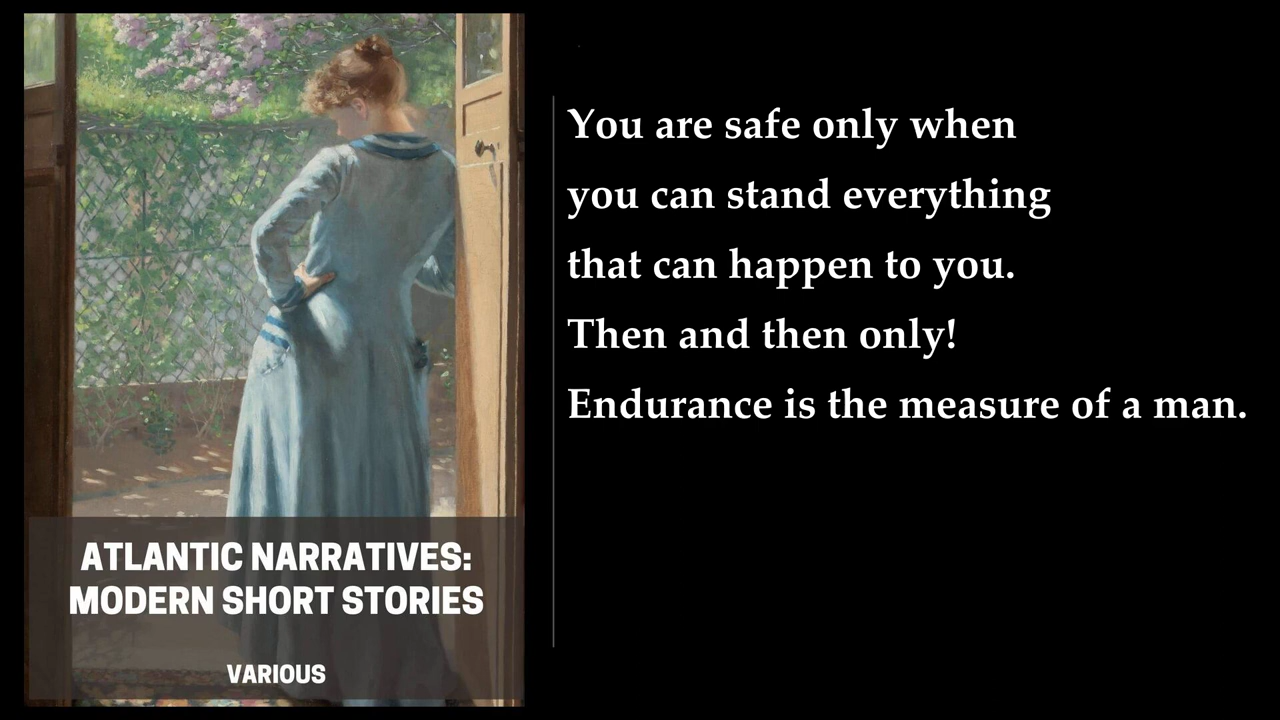 You are safe only when
you can stand everything
that can happen to you.
Then and then only!
Endurance is the measure of a man.
ATLANTIC NARRATIVES:
MODERN SHORT STORIES
VARIOUS